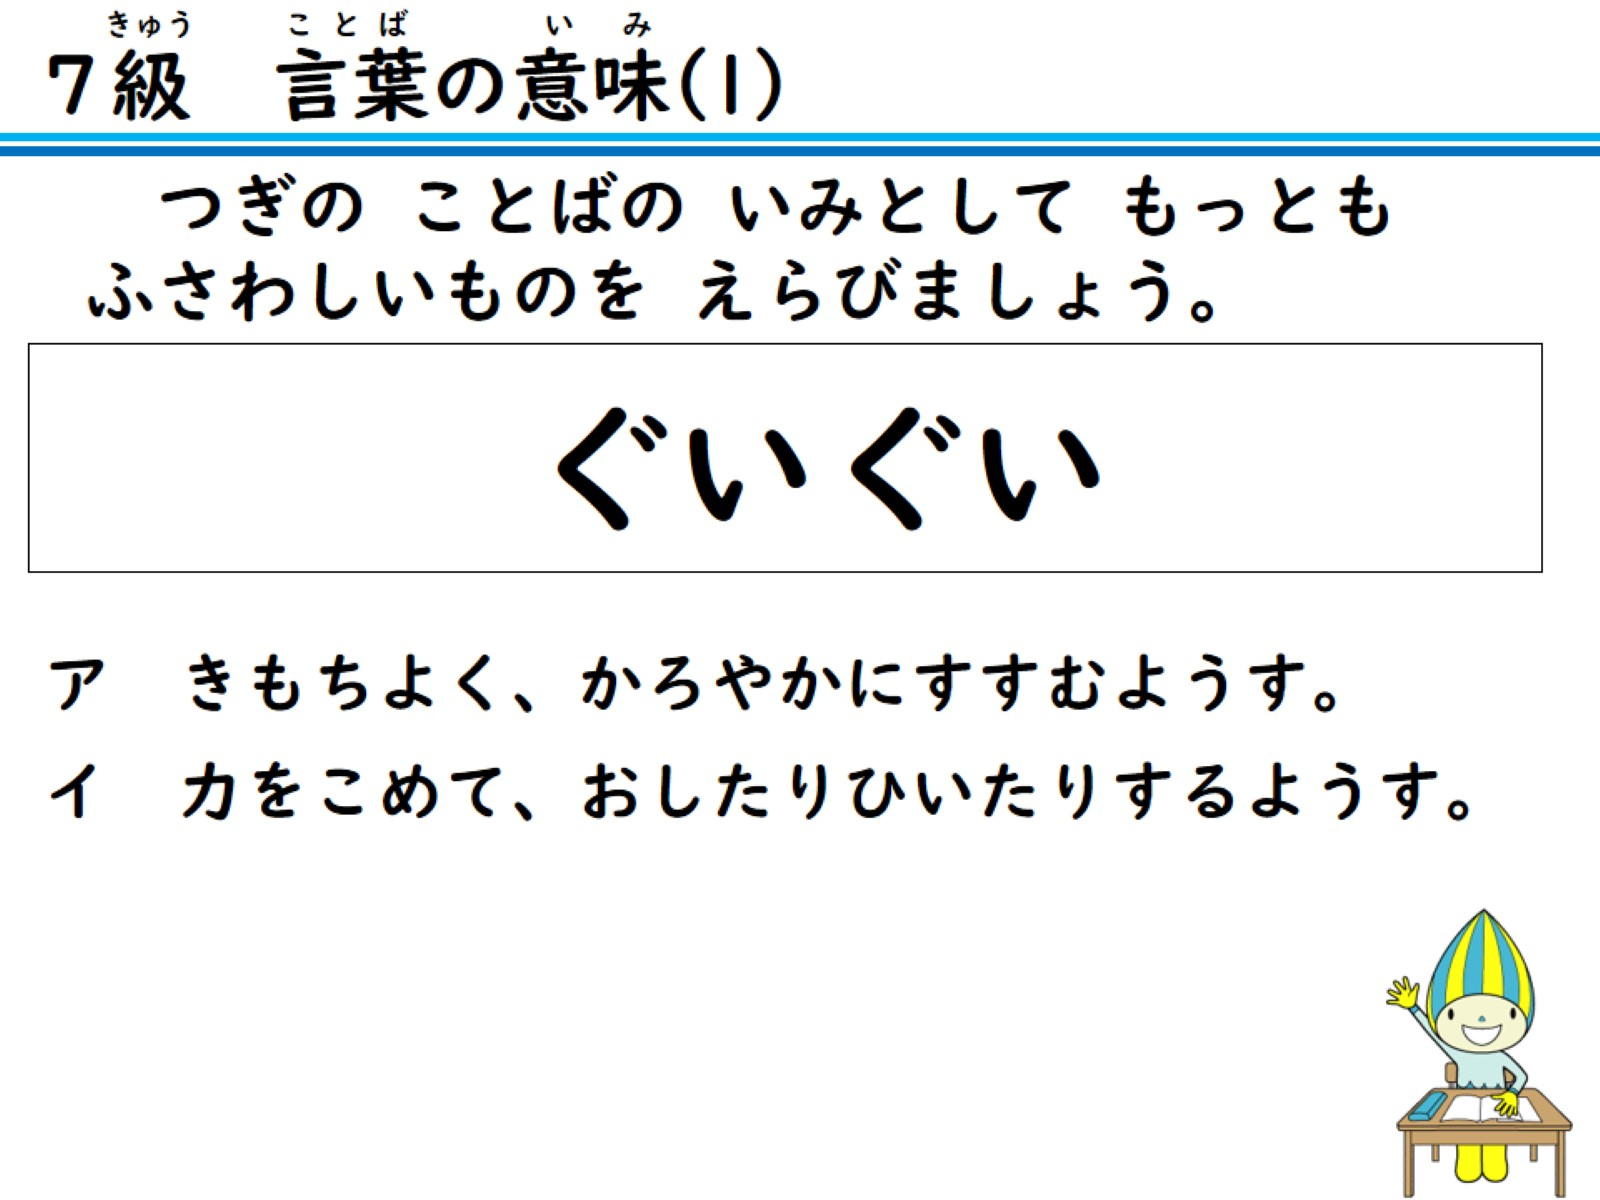 きゅう ことば いみ
７級　言葉の意味(1)
つぎの ことばの いみとして もっとも
ふさわしいものを えらびましょう。
ぐいぐい
ア　きもちよく、かろやかにすすむようす。
イ　力をこめて、おしたりひいたりするようす。